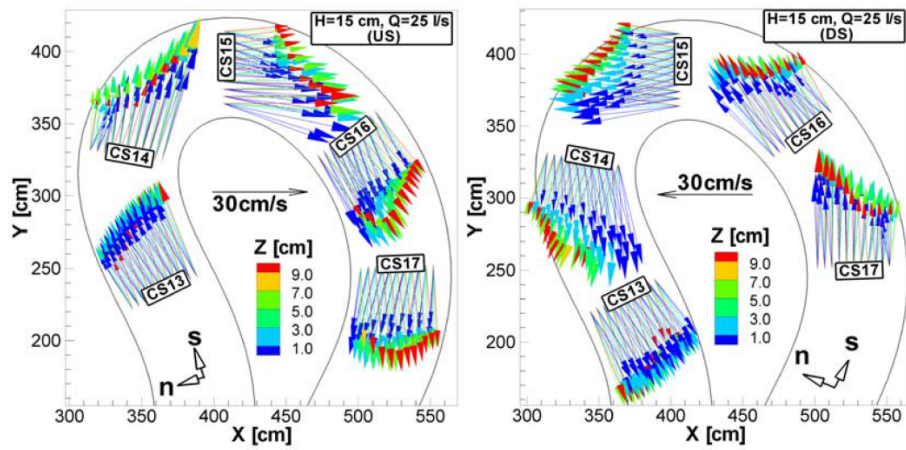 H=15 cm, Q=25 l/s
(US)
400
350
300
250
200
Y [cm]
CS15
CS14
CS16
CS13
CS17
30cm/s
Z [cm]
9.0
7.0
5.0
3.0
1.0
s
n
300 350 400 450 500 550
X [cm]
H=15 cm, Q=25 l/s
(DS)
400
350
300
250
200
Y [cm]
CS15
CS16
CS14
CS13
CS17
30cm/s
Z [cm]
9.0
7.0
5.0
3.0
1.0
n
s
300 350 400 450 500 550
X [cm]